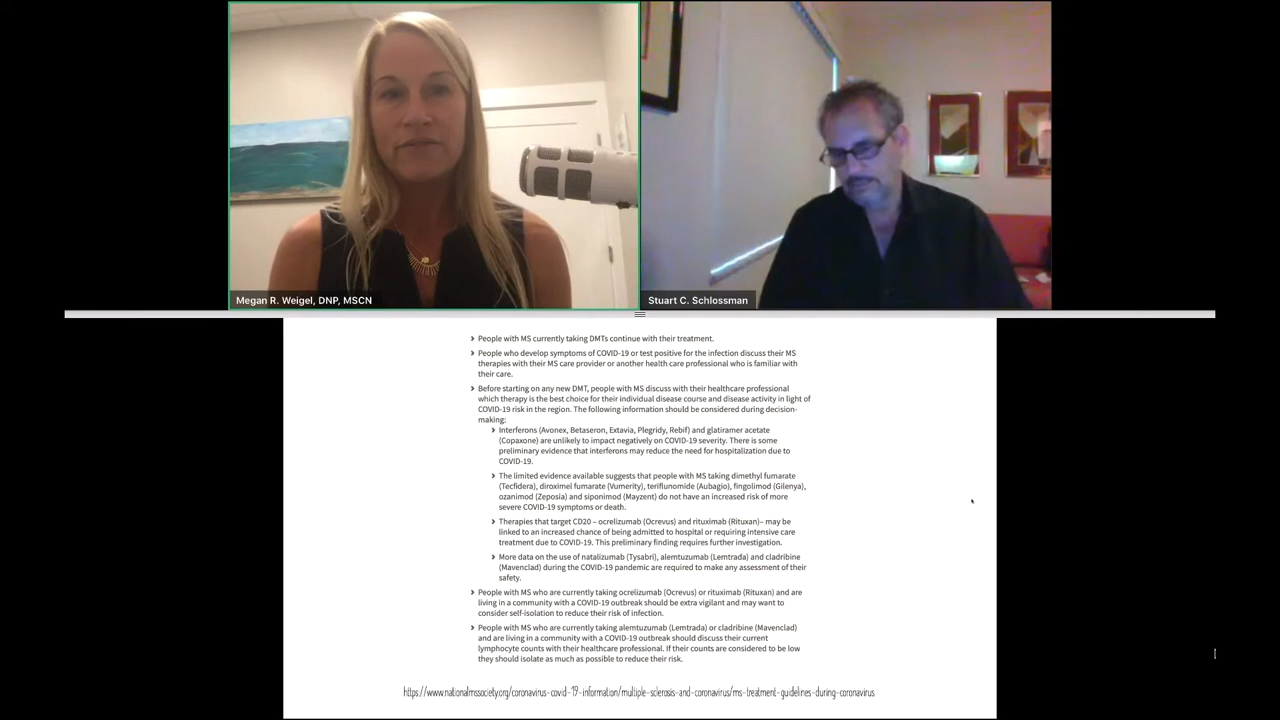 Megan R. Weigel, DNP, MSCN
Stuart C. Schlossman
People with MS currently taking DMTs continue with their treatment.
People who develop symptoms of COVID-19 or test positive for the infection discuss their MS
therapies with their MS care provider or another health care professional who is familiar with
their care.
Before starting on any new DMT, people with MS discuss with their healthcare professional
which therapy is the best choice for their individual disease course and disease activity in light of
COVID-19 risk in the region. The following information should be considered during decision-
making:
Interferons (Avonex, Betaseron, Extavia, Plegridy, Rebif) and glatiramer acetate
(Copaxone) are unlikely to impact negatively on COVID-19 severity. There is some
preliminary evidence that interferons may reduce the need for hospitalization due to
COVID-19.
The limited evidence available suggests that people with MS taking dimethyl fumarate
(Tecfidera), diroximel fumarate (Vumerity), teriflunomide (Aubagio), fingolimod (Gilenya),
ozanimod (Zeposia) and siponimod (Mayzent) do not have an increased risk of more
severe COVID-19 symptoms or death.
Therapies that target CD20 – ocrelizumab (Ocrevus) and rituximab (Rituxan)– may be
linked to an increased chance of being admitted to hospital or requiring intensive care
treatment due to COVID-19. This preliminary finding requires further investigation.
More data on the use of natalizumab (Tysabri), alemtuzumab (Lemtrada) and cladribine
(Mavenclad) during the COVID-19 pandemic are required to make any assessment of their
safety.
People with MS who are currently taking ocrelizumab (Ocrevus) or rituximab (Rituxan) and are
living in a community with a COVID-19 outbreak should be extra vigilant and may want to
consider self-isolation to reduce their risk of infection.
People with MS who are currently taking alemtuzumab (Lemtrada) or cladribine (Mavenclad)
and are living in a community with a COVID-19 outbreak should discuss their current
lymphocyte counts with their healthcare professional. If their counts are considered to be low
they should isolate as much as possible to reduce their risk.
https://www.nationalmssociety.org/coronavirus-covid-19-information/multiple-sclerosis-and-coronavirus/ms-treatment-guidelines-during-coronavirus